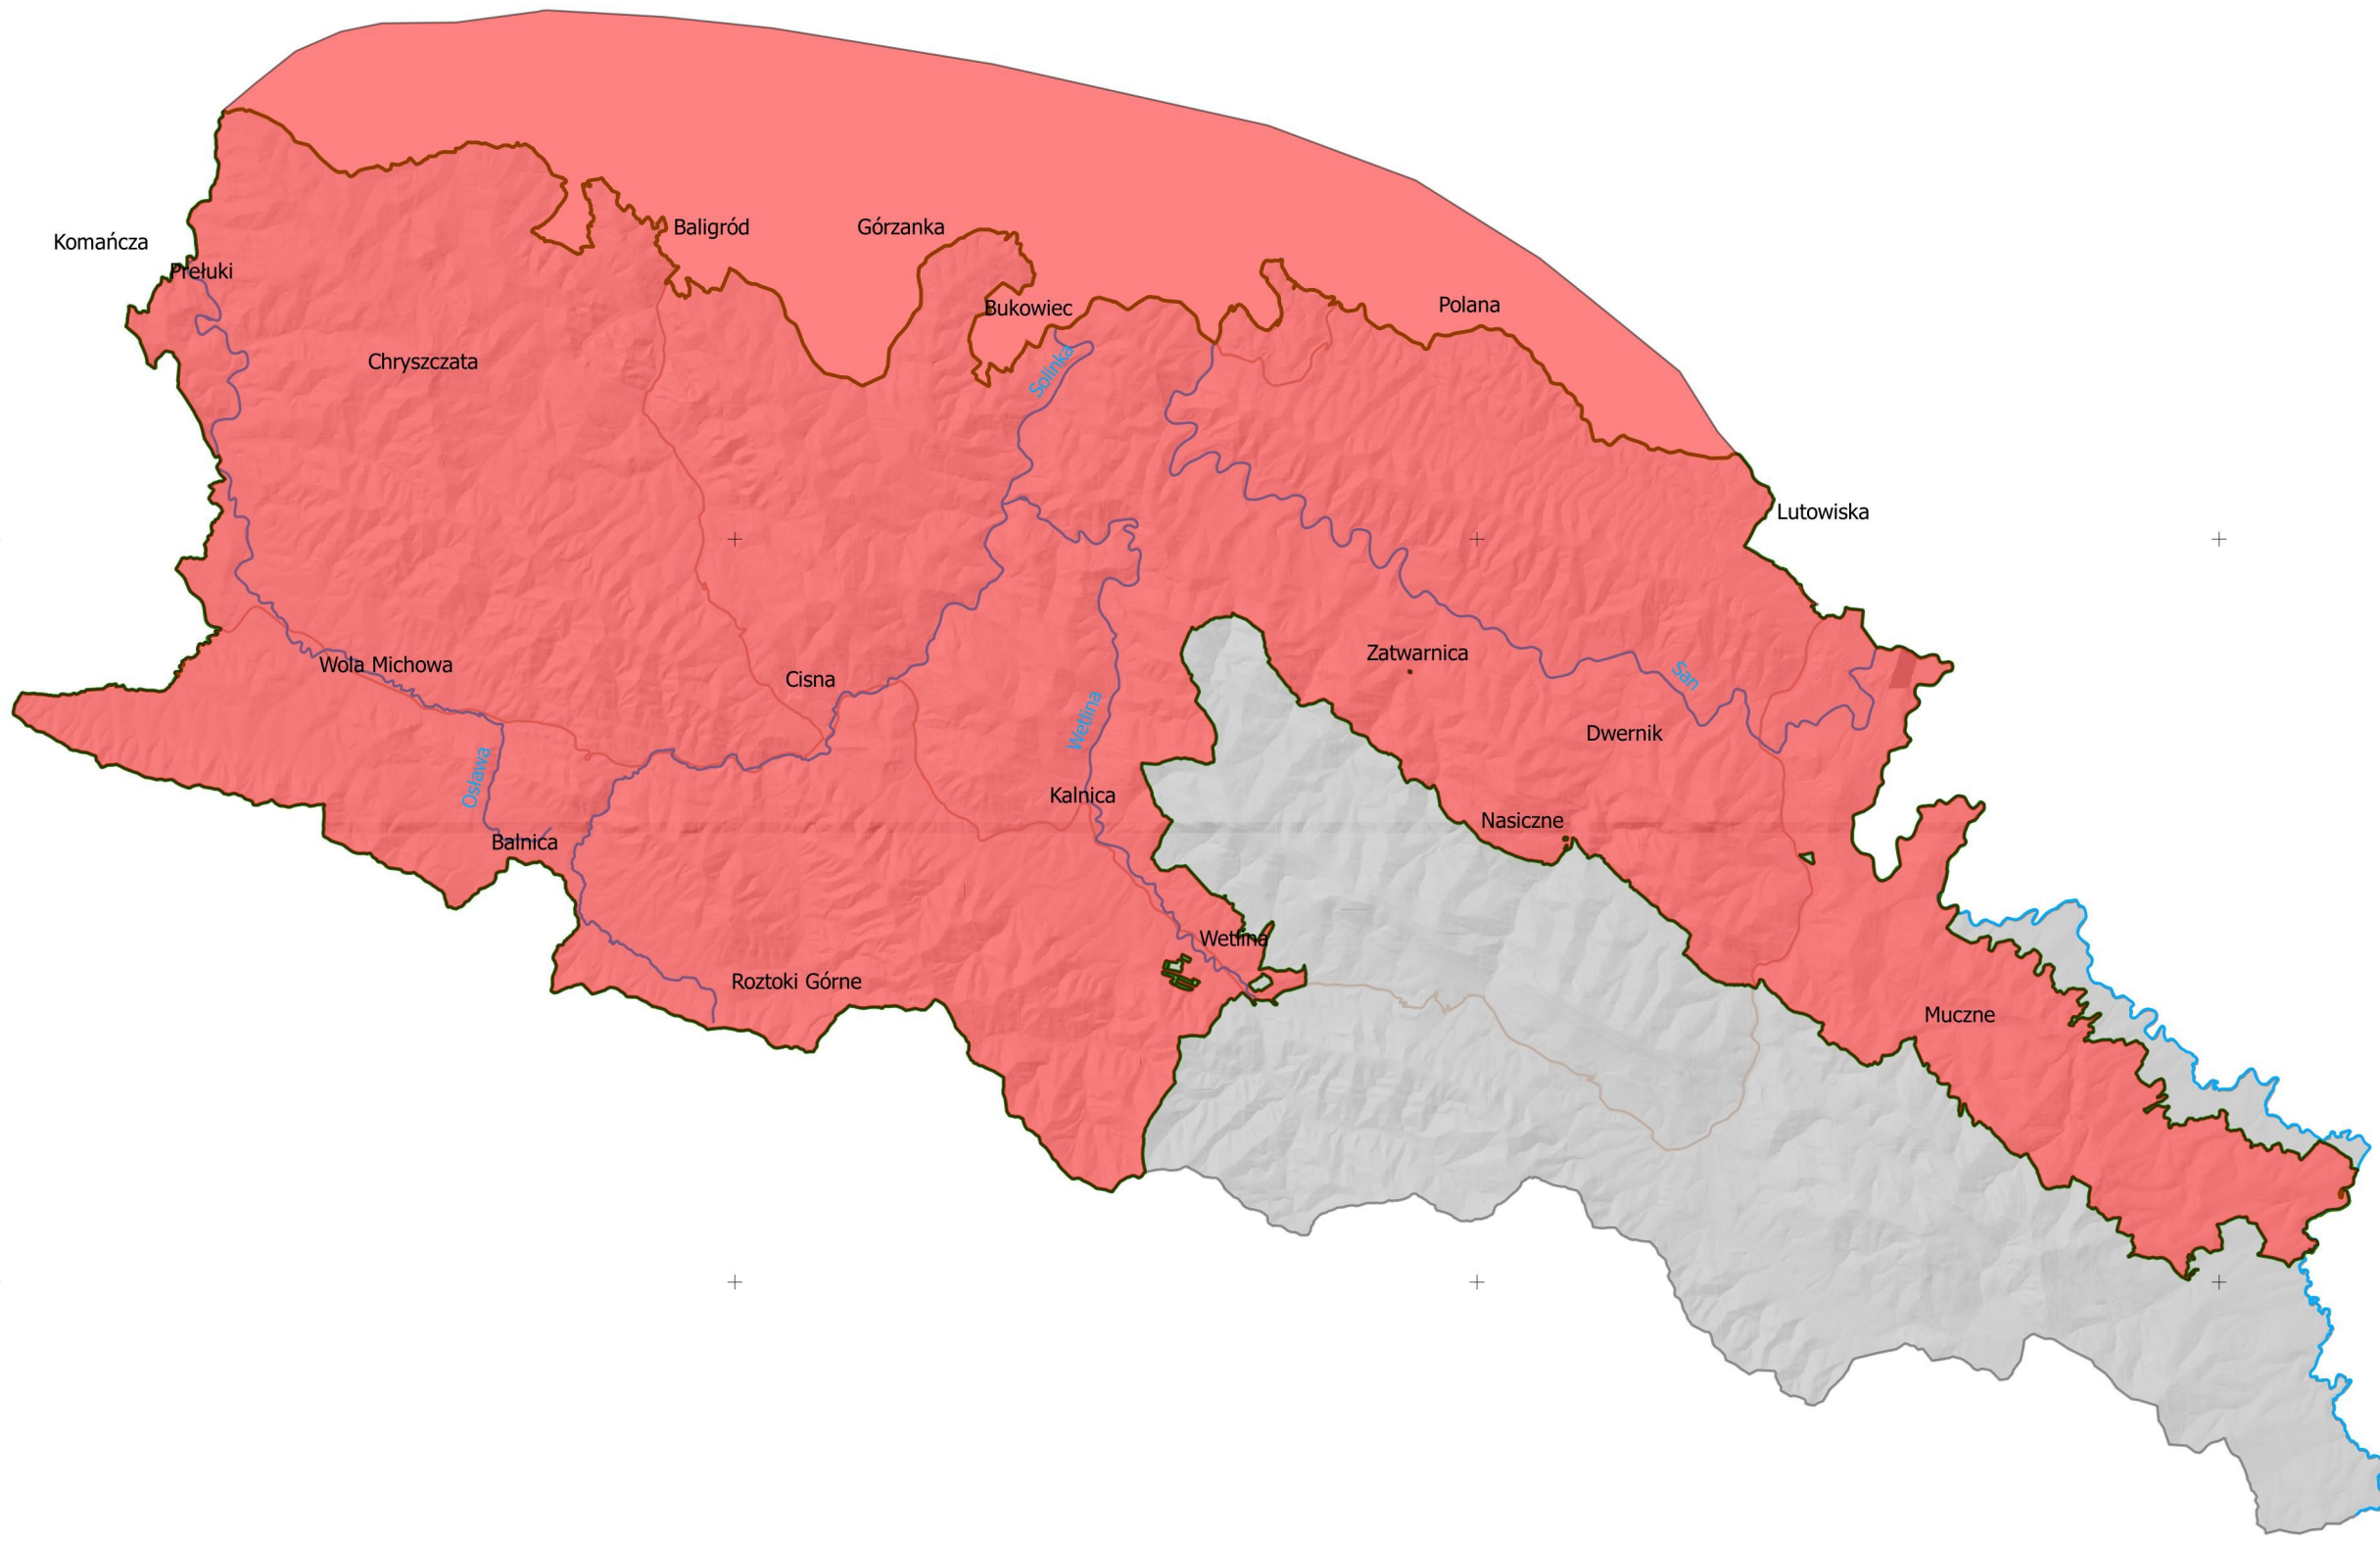 Baligród
Górzanka
Komańcza
Prełuki
Bukowiec
Polana
Chryszczata
Solinka
Lutowiska
Zatwarnica
Wola Michowa
Cisna
San
Wetlina
Dwernik
Osława
Kalnica
Nasiczne
Balnica
Wetlina
Roztoki Górne
Muczne